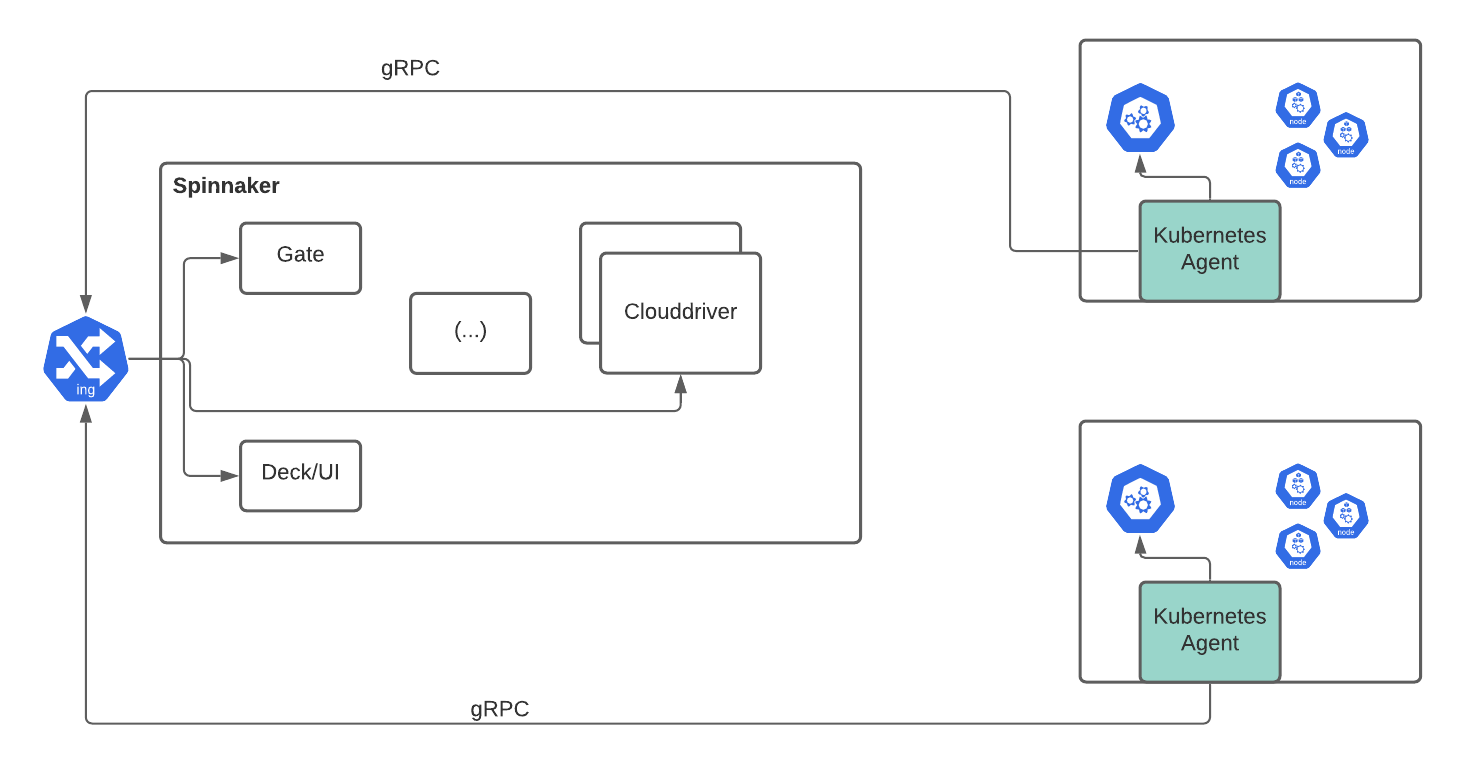 gRPC
Spinnaker
Gate
(...)
Clouddriver
ing
Deck/UI
gRPC
node
node
node
Kubernetes
Agent
node
node
node
Kubernetes
Agent